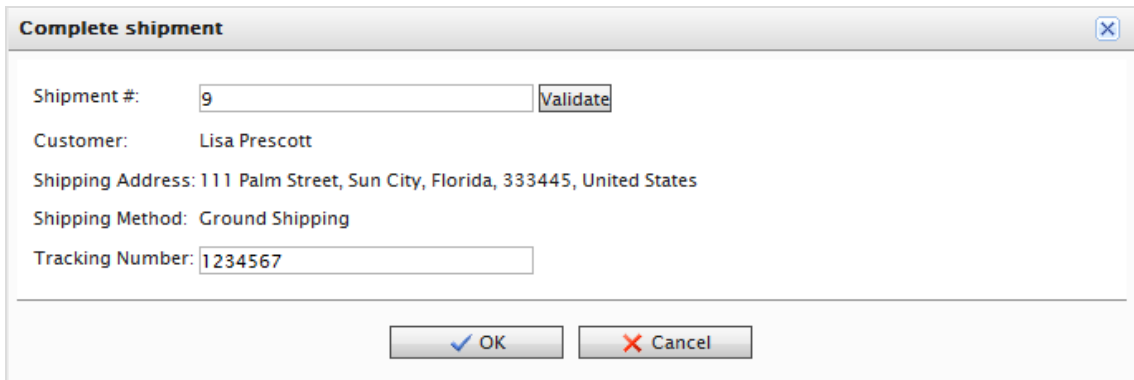 Complete shipment
Shipment #: 9 Validate
Customer: Lisa Prescott
Shipping Address: 111 Palm Street, Sun City, Florida, 333445, United States
Shipping Method: Ground Shipping
Tracking Number: 1234567
OK Cancel